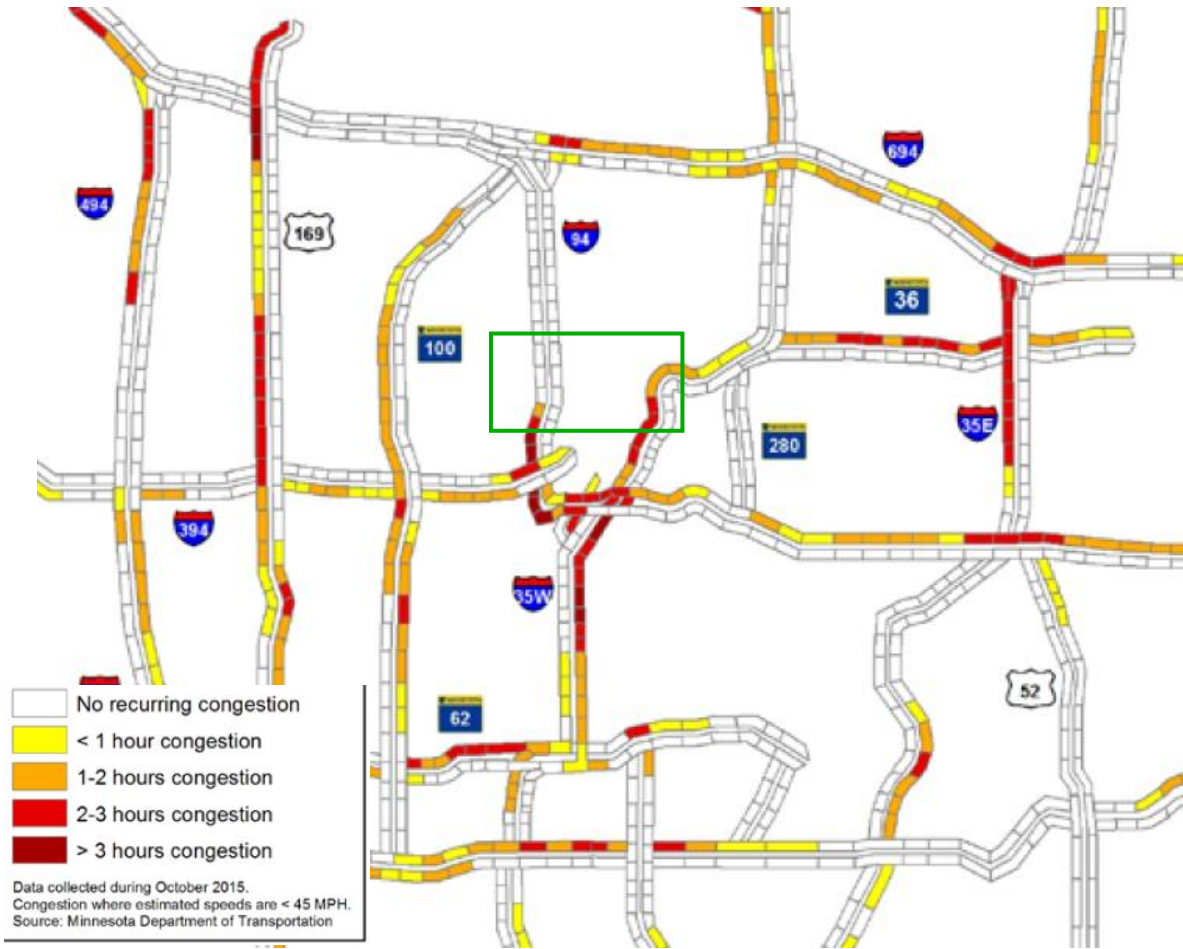 694
494
169
94
36
100
35E
280
394
35W
52
62
No recurring congestion
< 1 hour congestion
1-2 hours congestion
2-3 hours congestion
> 3 hours congestion
Data collected during October 2015.
Congestion where estimated speeds are < 45 MPH.
Source: Minnesota Department of Transportation